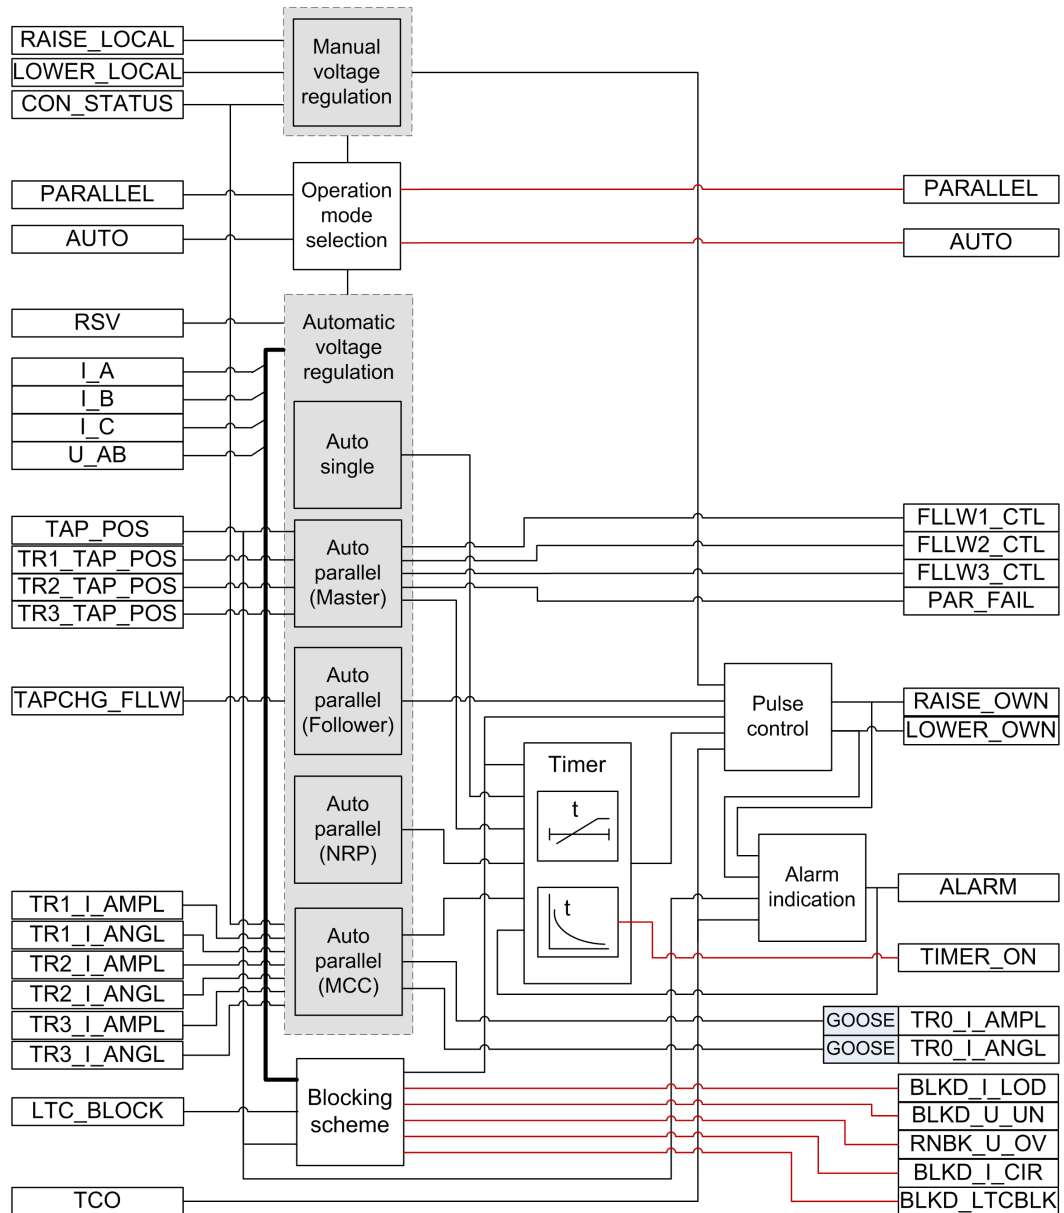 RAISE_LOCAL
LOWER_LOCAL
CON_STATUS
PARALLEL
AUTO
RSV
I_A
I_B
I_C
U_AB
TAP_POS
TR1_TAP_POS
TR2_TAP_POS
TR3_TAP_POS
TAPCHG_FLLW
TR1_I_AMPL
TR1_I_ANGL
TR2_I_AMPL
TR2_I_ANGL
TR3_I_AMPL
TR3_I_ANGL
LTC_BLOCK
TCO
Manual
voltage
regulation
Operation
mode
selection
Automatic
voltage
regulation
Auto
single
Auto
parallel
(Master)
Auto
parallel
(Follower)
Auto
parallel
(NRP)
Auto
parallel
(MCC)
Blocking
scheme
Timer
t
t
Pulse
control
Alarm
indication
PARALLEL
AUTO
FLLW1_CTL
FLLW2_CTL
FLLW3_CTL
PAR_FAIL
RAISE_OWN
LOWER_OWN
ALARM
TIMER_ON
GOOSE TR0_I_AMPL
GOOSE TR0_I_ANGL
BLKD_I_LOD
BLKD_U_UN
RNBK_U_OV
BLKD_I_CIR
BLKD_LTCBLK